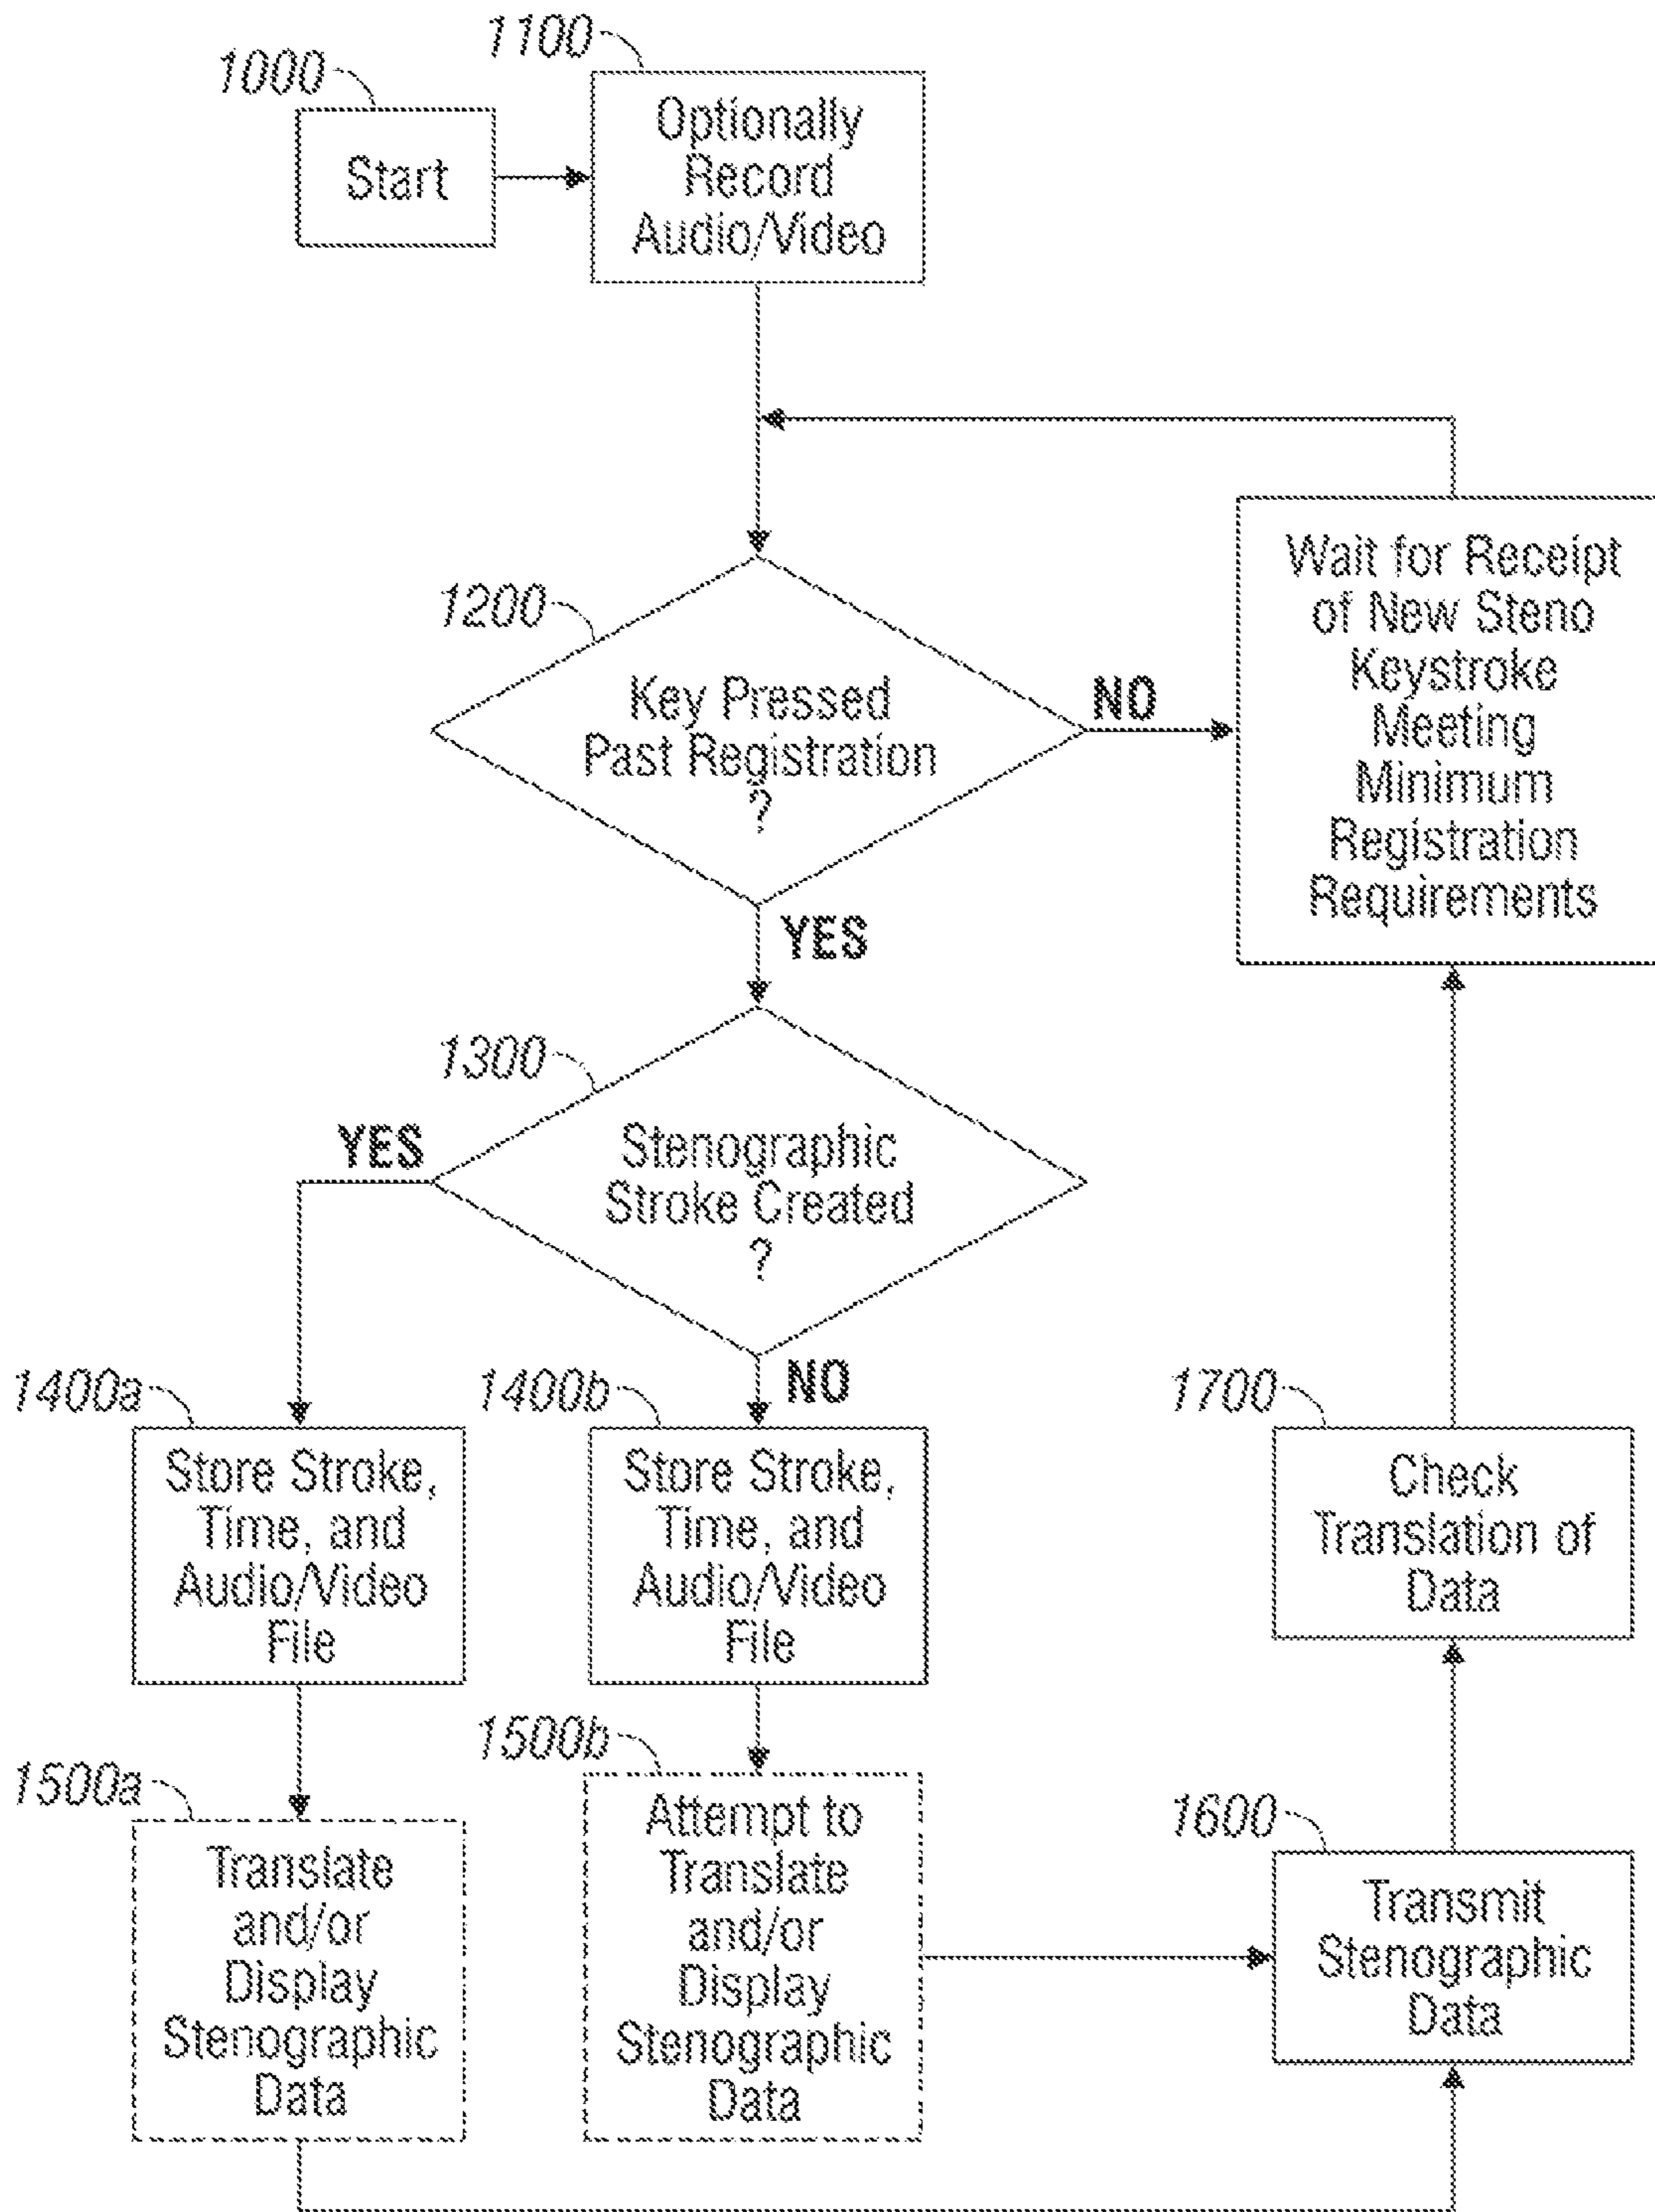 1000
Start
1100
Optionally
Record
Audio/Video
1200
Key Pressed
Past Registration
?
NO
Wait for Receipt
of New Steno
Keystroke
Meeting
Minimum
Registration
Requirements
YES
1300
Stenographic
Stroke Created
?
YES
NO
1400a
Store Stroke,
Time, and
Audio/Video
File
1400b
Store Stroke,
Time, and
Audio/Video
File
1700
Check
Translation of
Data
1500a
Translate
and/or
Display
Stenographic
Data
1500b
Attempt to
Translate
and/or
Display
Stenographic
Data
1600
Transmit
Stenographic
Data